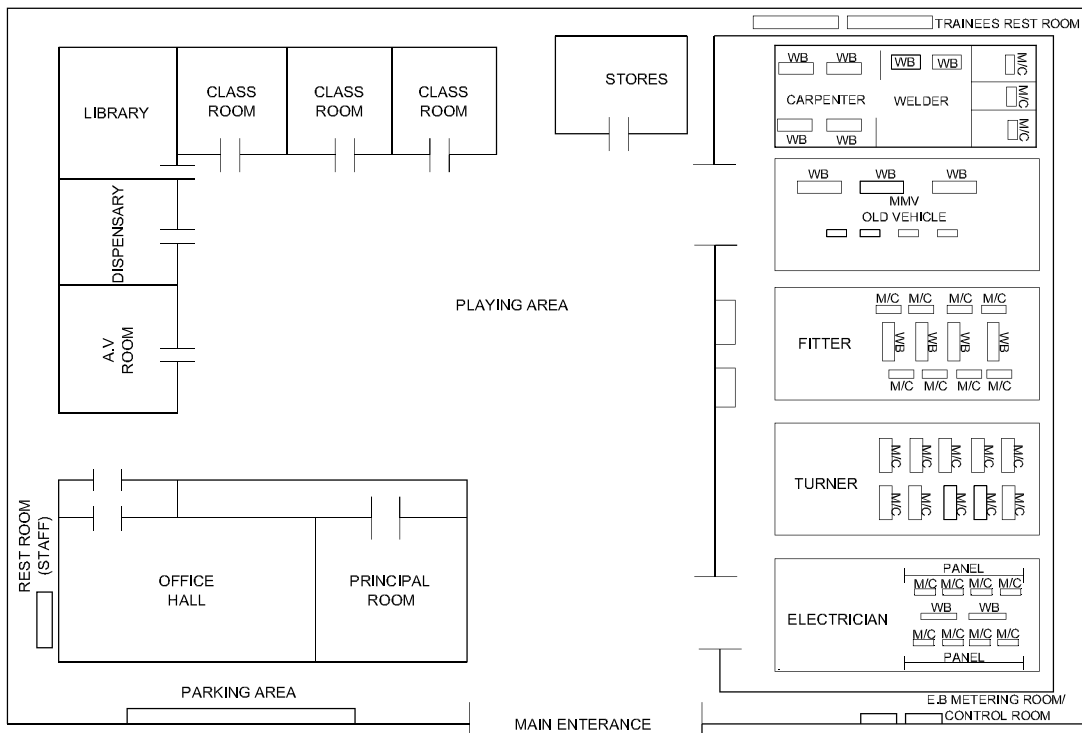 TRAINEES REST ROOM
LIBRARY
CLASS
ROOM
CLASS
ROOM
CLASS
ROOM
STORES
WB
WB
WB
WB
M/C
CARPENTER
WELDER
M/C
WB
WB
M/C
DISPENSARY
WB
WB
WB
MMV
OLD VEHICLE
A.V
ROOM
PLAYING AREA
FITTER
M/C
M/C
M/C
M/C
WB
WB
WB
WB
M/C
M/C
M/C
M/C
TURNER
M/C
M/C
M/C
M/C
M/C
M/C
M/C
M/C
M/C
M/C
REST ROOM
(STAFF)
OFFICE
HALL
PRINCIPAL
ROOM
ELECTRICIAN
PANEL
M/C
M/C
M/C
M/C
WB
WB
M/C
M/C
M/C
M/C
PANEL
PARKING AREA
MAIN ENTERANCE
E.B METERING ROOM/
CONTROL ROOM